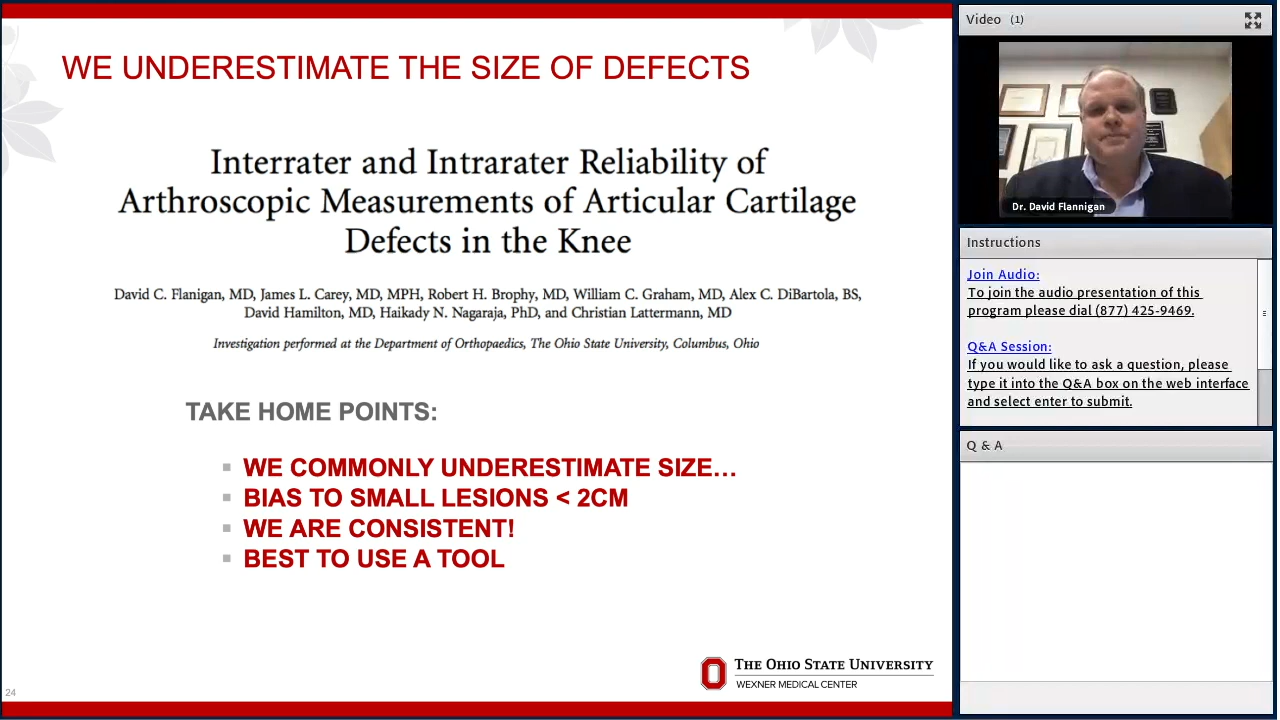 WE UNDERESTIMATE THE SIZE OF DEFECTS
Interrater and Intrarater Reliability of
Arthroscopic Measurements of Articular Cartilage
Defects in the Knee
David C. Flanigan, MD, James L. Carey, MD, MPH, Robert H. Brophy, MD, William C. Graham, MD, Alex C. DiBartola, BS,
David Hamilton, MD, Haikady N. Nagaraja, PhD, and Christian Lattermann, MD
Investigation performed at the Department of Orthopaedics, The Ohio State University, Columbus, Ohio
TAKE HOME POINTS:
WE COMMONLY UNDERESTIMATE SIZE…
BIAS TO SMALL LESIONS < 2CM
WE ARE CONSISTENT!
BEST TO USE A TOOL
THE OHIO STATE UNIVERSITY
WEXNER MEDICAL CENTER
24
Video (1)
Dr. David Flannigan
Instructions
Join Audio:
To join the audio presentation of this
program please dial (877) 425-9469.
Q&A Session:
If you would like to ask a question, please
type it into the Q&A box on the web interface
and select enter to submit.
Q & A